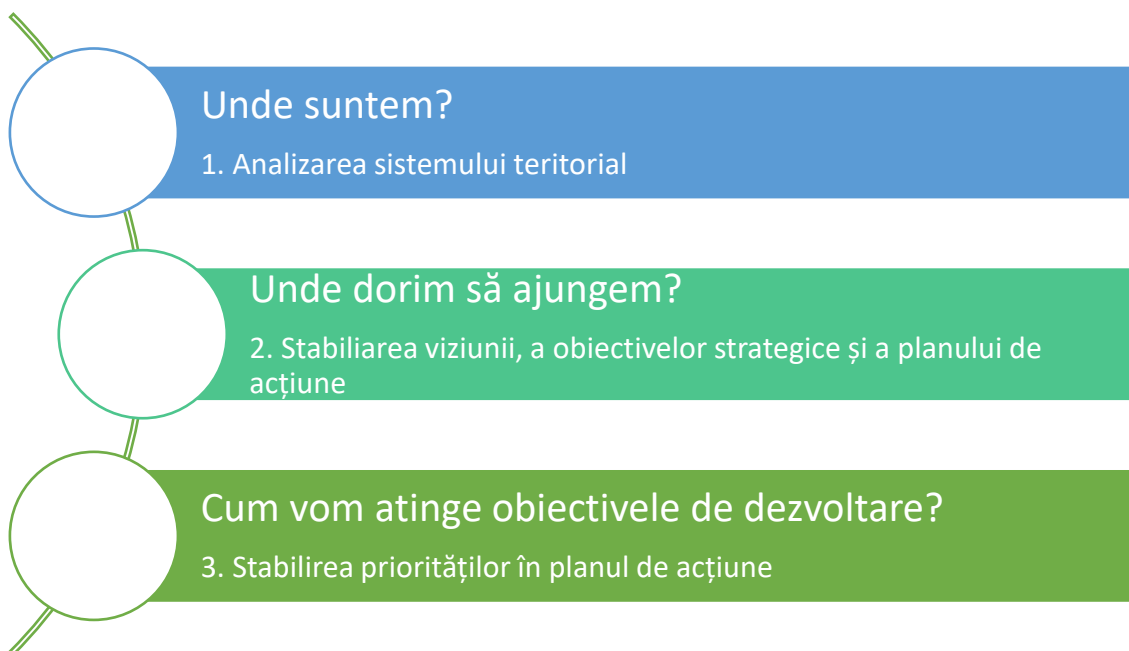 Unde suntem?
1. Analizarea sistemului teritorial
Unde dorim să ajungem?
2. Stabiliarea viziunii, a obiectivelor strategice și a planului de
acțiune
Cum vom atinge obiectivele de dezvoltare?
3. Stabilirea priorităților în planul de acțiune